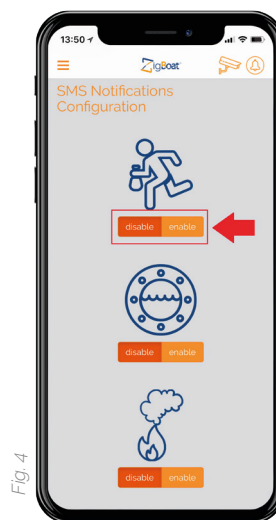 13:50
ZigBoat
SMS Notifications
Configuration
disable enable
disable enable
disable enable
Fig. 4